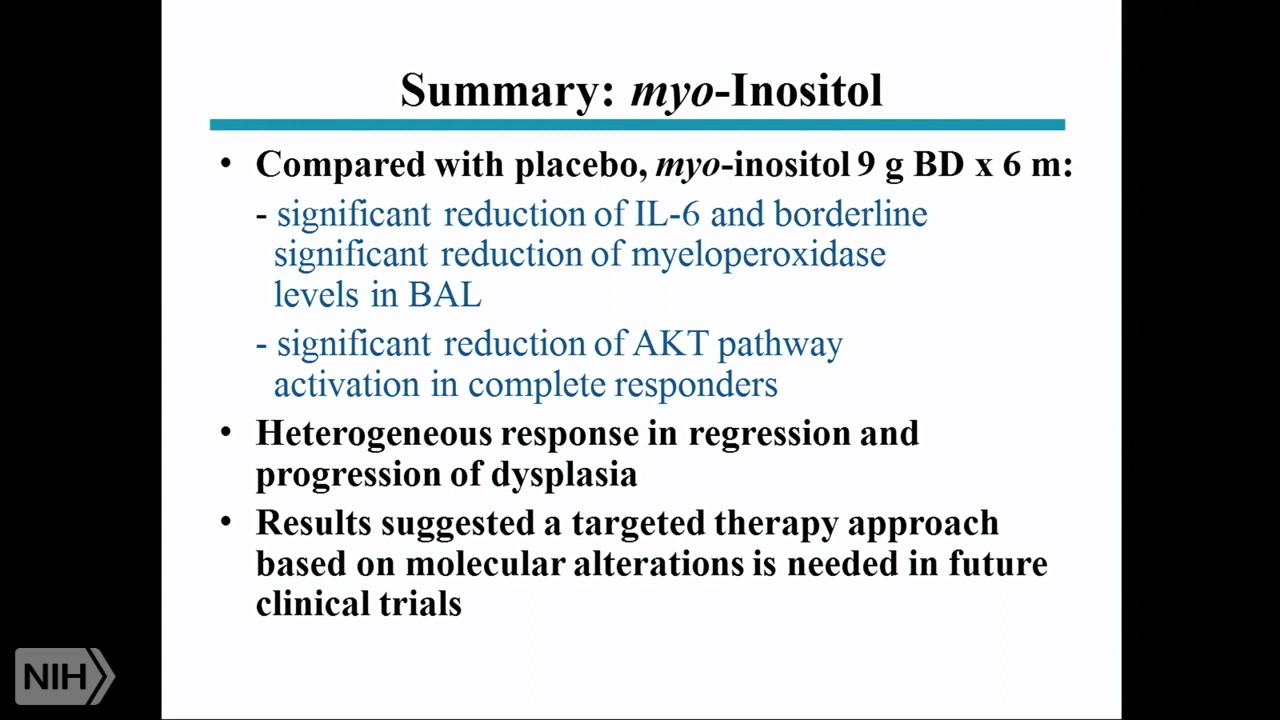 Summary: myo-Inositol
• Compared with placebo, myo-inositol 9 g BD x 6 m:
- significant reduction of IL-6 and borderline
significant reduction of myeloperoxidase
levels in BAL
- significant reduction of AKT pathway
activation in complete responders
• Heterogeneous response in regression and
progression of dysplasia
• Results suggested a targeted therapy approach
based on molecular alterations is needed in future
clinical trials
NIH